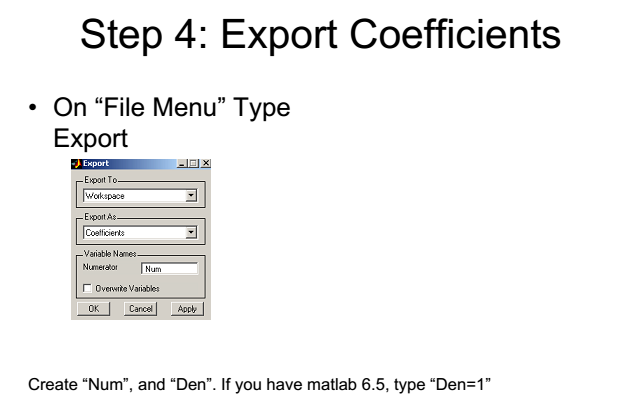 Step 4: Export Coefficients
• On “File Menu” Type
Export
Export
Export To
Workspace
Export As
Coefficients
Variable Names
Numerator Num
Overwrite Variables
OK Cancel Apply
Create “Num”, and “Den”. If you have matlab 6.5, type “Den=1”